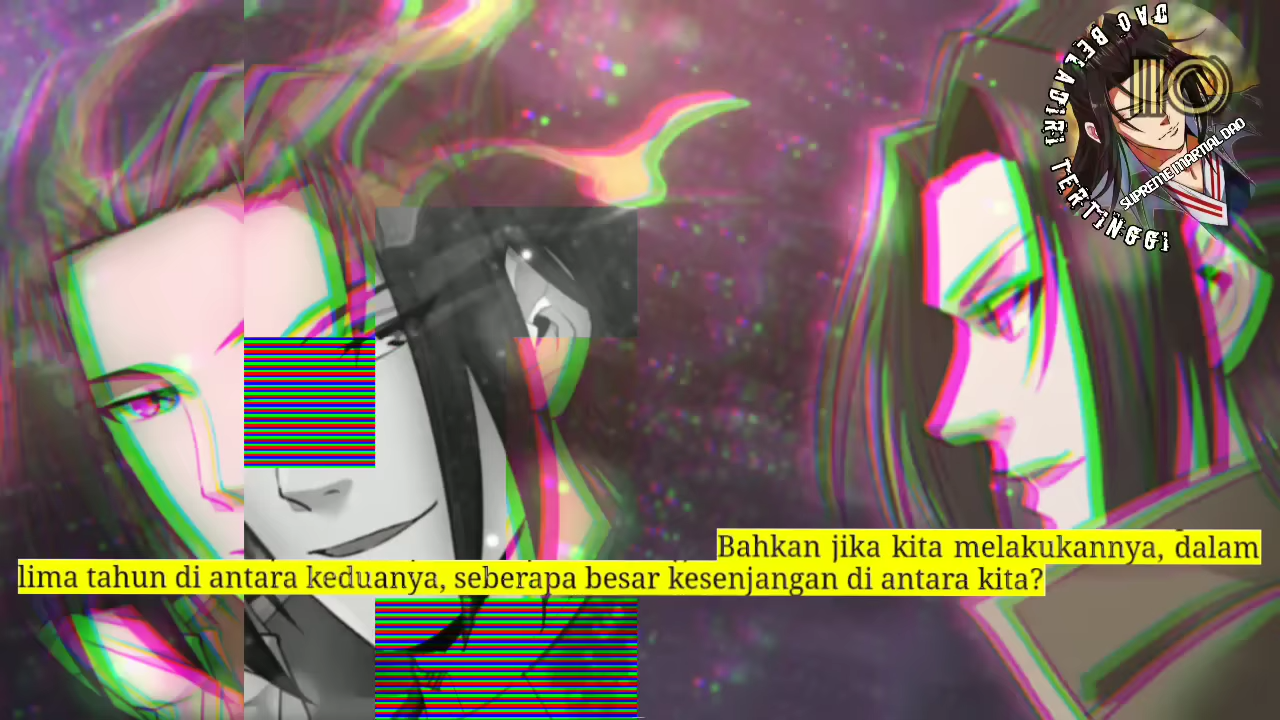 DAO BELADIRI TERTINGGI
SUPREME MARTIAL DAO
Bahkan jika kita melakukannya, dalam
lima tahun di antara keduanya, seberapa besar kesenjangan di antara kita?